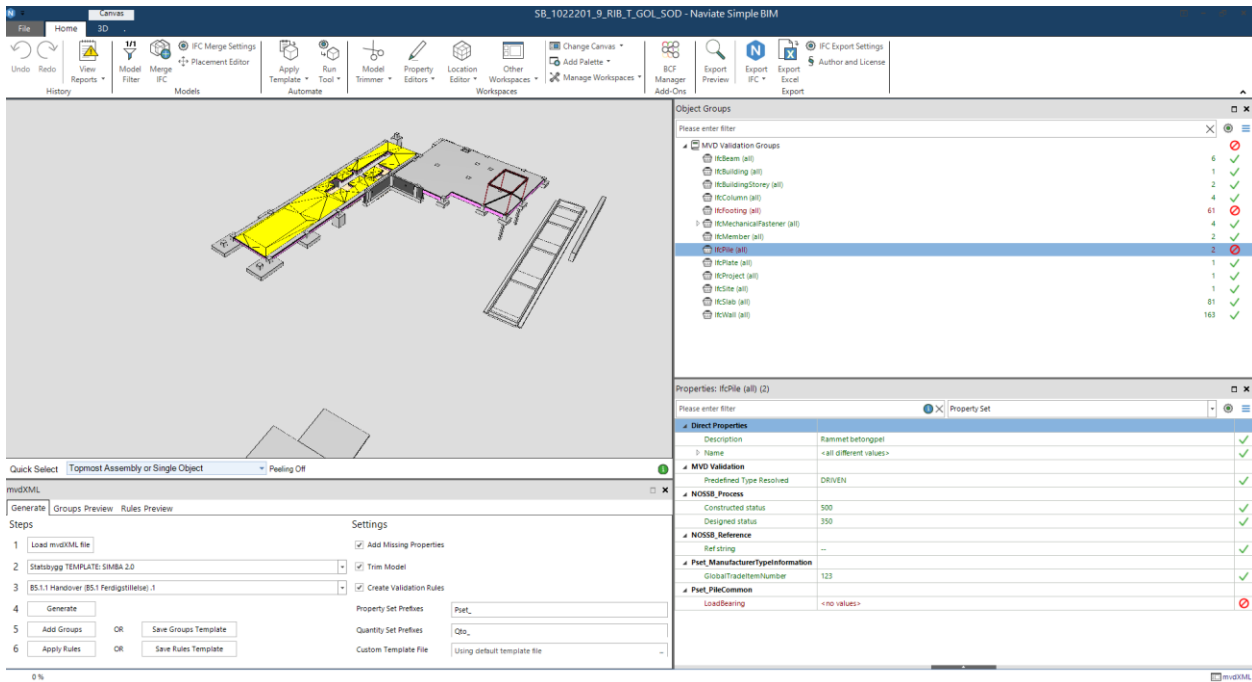 Canvas
SB_1022201_9_RIB_T_GOL_SOD - Naviate Simple BIM
File Home 3D
Undo Redo View Reports History
1/1 Model Filter Merge IFC IFC Merge Settings Placement Editor Models
Apply Template Run Tool Automate
Model Trimmer Property Editors Location Editor Other Workspaces Change Canvas Add Palette Manage Workspaces Workspaces
BCF Manager Add-Ons
Export Preview Export IFC Export Excel IFC Export Settings Author and License Export
Object Groups
Please enter filter
MVD Validation Groups
IfcBeam (all) 6
IfcBuilding (all) 1
IfcBuildingStorey (all) 2
IfcColumn (all) 4
IfcFooting (all) 61
IfcMechanicalFastener (all) 4
IfcMember (all) 2
IfcPile (all) 2
IfcPlate (all) 1
IfcProject (all) 1
IfcSite (all) 1
IfcSlab (all) 81
IfcWall (all) 163
Properties: IfcPile (all) (2)
Please enter filter Property Set
Direct Properties
Description Rammet betongpel
Name <all different values>
MVD Validation
Predefined Type Resolved DRIVEN
NOSSB_Process
Constructed status 500
Designed status 350
NOSSB_Reference
Ref string --
Pset_ManufacturerTypeInformation
GlobalTradeItemNumber 123
Pset_PileCommon
LoadBearing <no values>
Quick Select Topmost Assembly or Single Object Peeling Off
mvdXML
Generate Groups Preview Rules Preview
Steps Settings
1 Load mvdXML file Add Missing Properties
2 Statsbygg TEMPLATE: SIMBA 2.0 Trim Model
3 B5.1.1 Handover (B5.1 Ferdigstillelse) .1 Create Validation Rules
4 Generate Property Set Prefixes Pset_
5 Add Groups OR Save Groups Template Quantity Set Prefixes Qto_
6 Apply Rules OR Save Rules Template Custom Template File Using default template file ...
0 % mvdXML